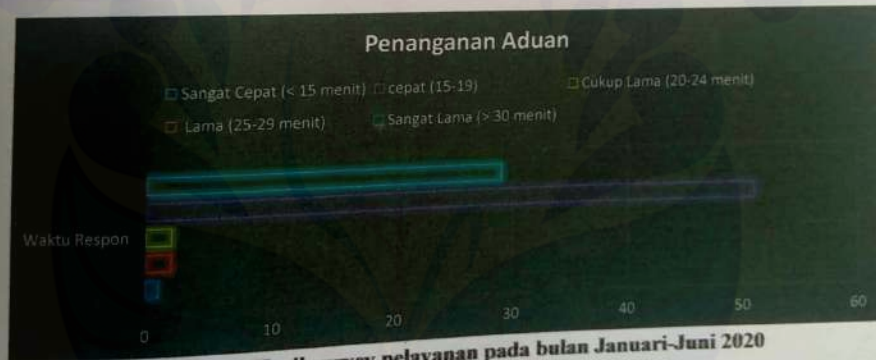 Penanganan Aduan
Sangat Cepat (< 15 menit) cepat (15-19) Cukup Lama (20-24 menit)
Lama (25-29 menit) Sangat Lama (> 30 menit)
Waktu Respon
0 10 20 30 40 50 60
pelayanan pada bulan Januari-Juni 2020